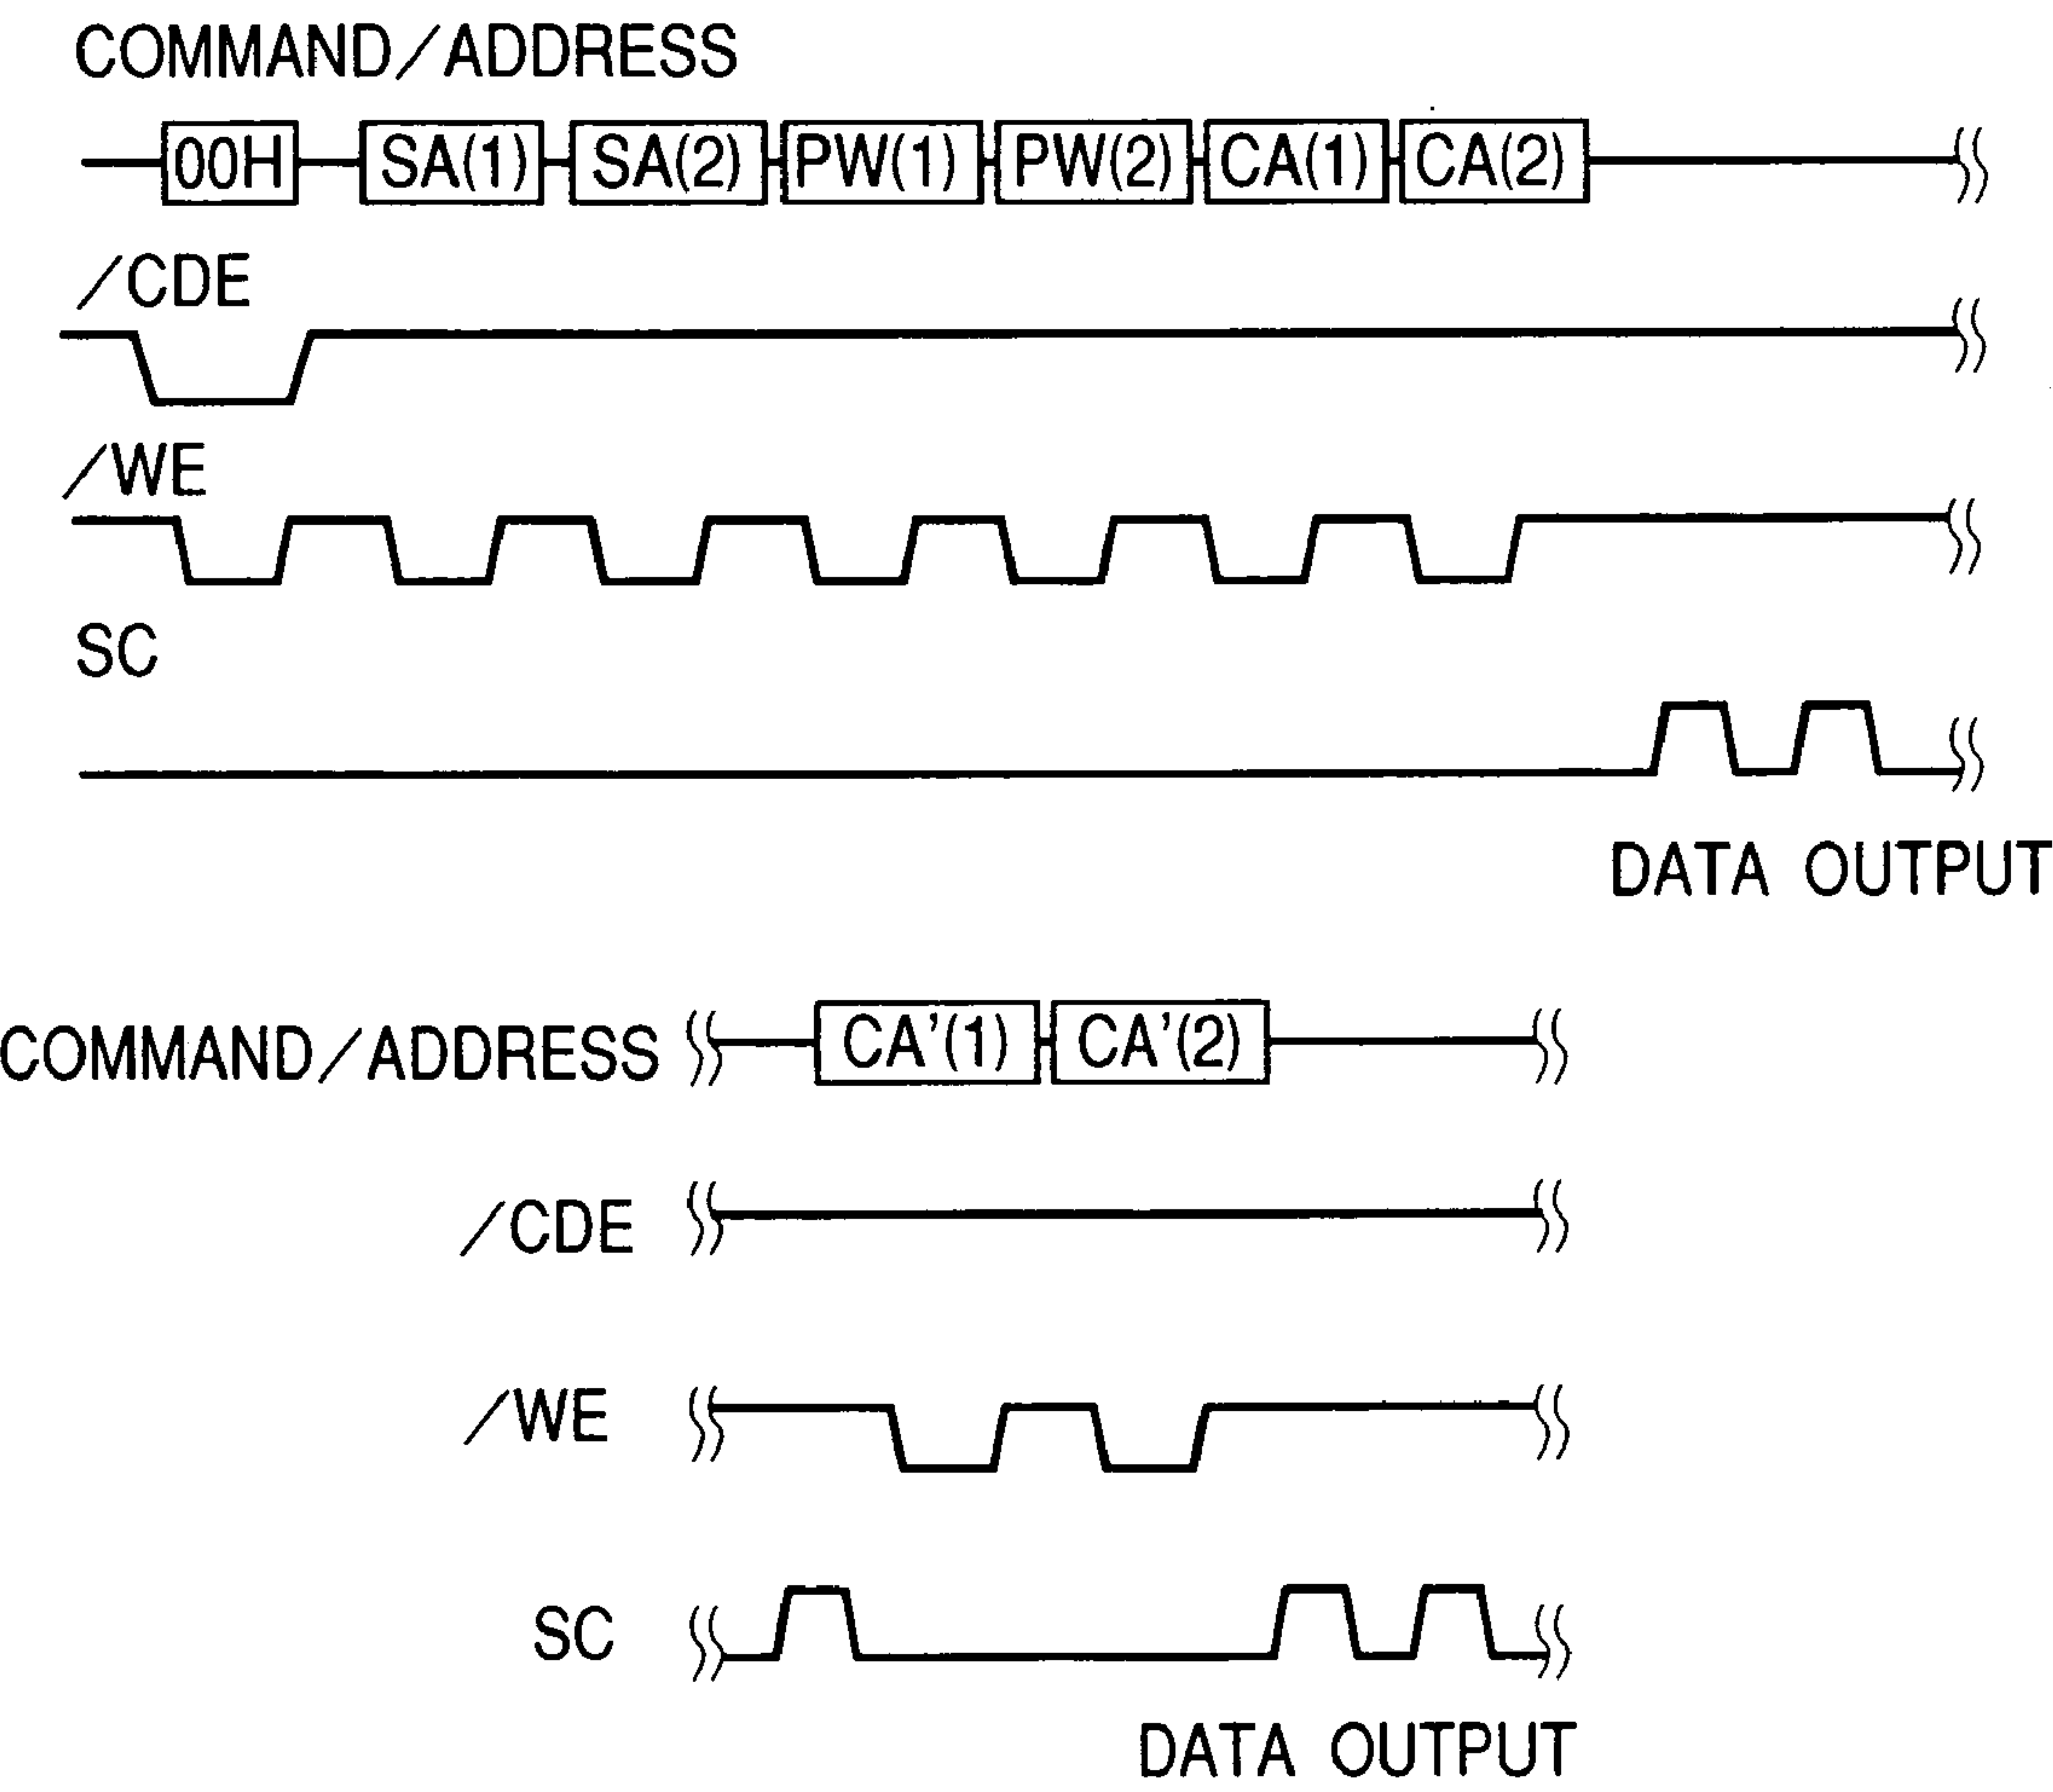 COMMAND/ADDRESS
00H SA(1) SA(2) PW(1) PW(2) CA(1) CA(2)
/CDE
/WE
SC
DATA OUTPUT
COMMAND/ADDRESS CA'(1) CA'(2)
/CDE
/WE
SC
DATA OUTPUT